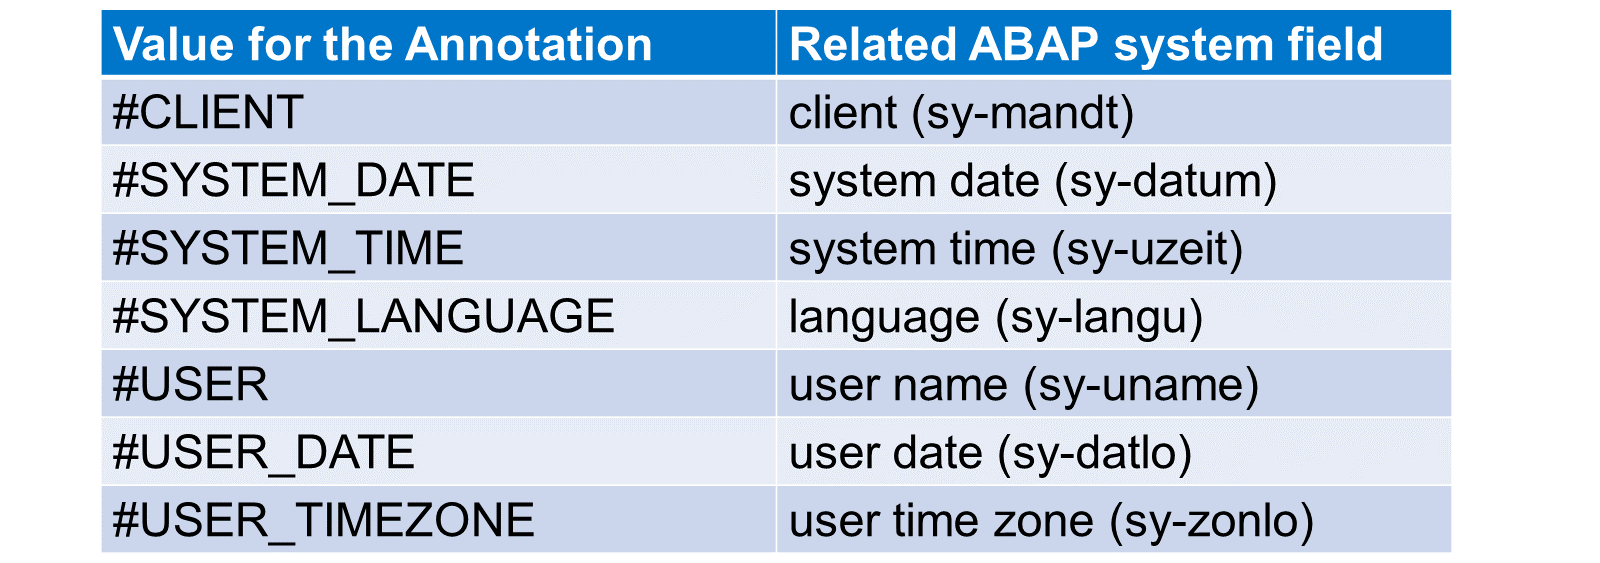 Value for the Annotation Related ABAP system field
#CLIENT client (sy-mandt)
#SYSTEM_DATE system date (sy-datum)
#SYSTEM_TIME system time (sy-uzeit)
#SYSTEM_LANGUAGE language (sy-langu)
#USER user name (sy-uname)
#USER_DATE user date (sy-datlo)
#USER_TIMEZONE user time zone (sy-zonlo)